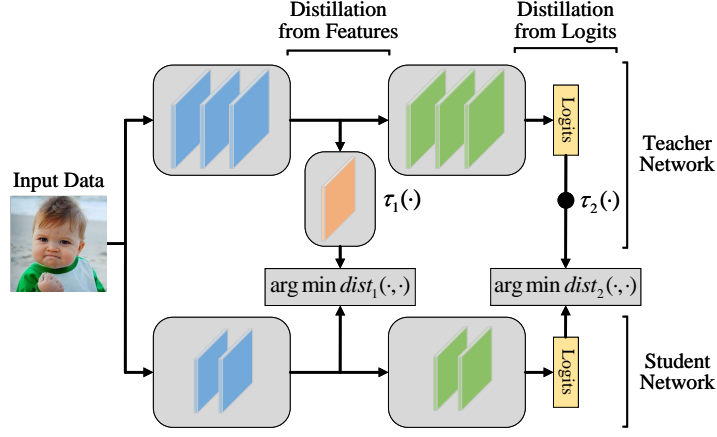 Distillation
from Features
Distillation
from Logits
Logits
Teacher
Network
Input Data
τ₁(·)
τ₂(·)
arg min dist₁(·,·)
arg min dist₂(·,·)
Logits
Student
Network